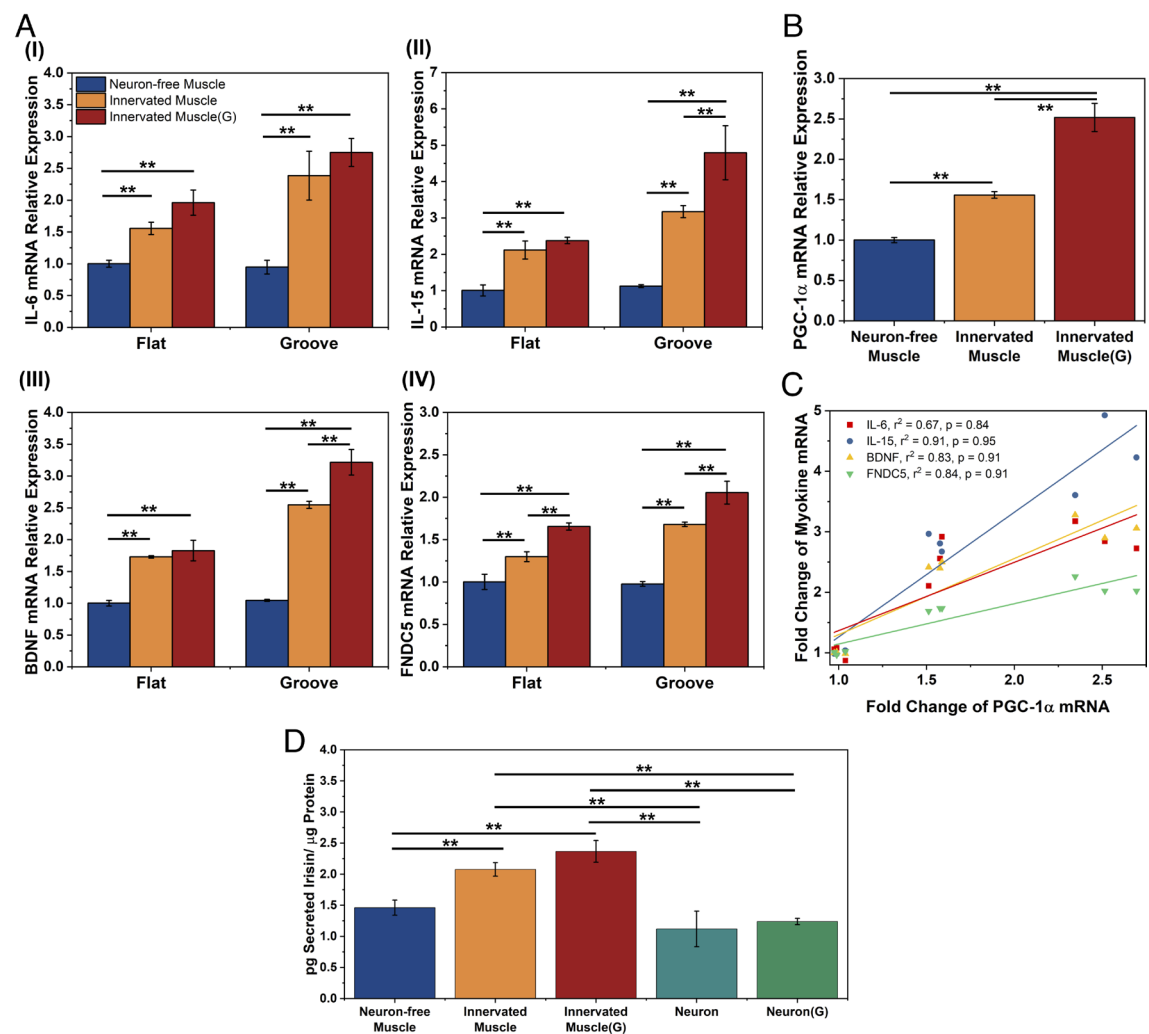 A
(I)
IL-6 mRNA Relative Expression
4.0
3.5
3.0
2.5
2.0
1.5
1.0
0.5
0.0
Neuron-free Muscle
Innervated Muscle
Innervated Muscle(G)
**
**
**
**
Flat
Groove
(II)
IL-15 mRNA Relative Expression
7
6
5
4
3
2
1
0
**
**
**
**
**
Flat
Groove
B
PGC-1α mRNA Relative Expression
3.0
2.5
2.0
1.5
1.0
0.5
0.0
**
**
**
Neuron-free
Muscle
Innervated
Muscle
Innervated
Muscle(G)
(III)
BDNF mRNA Relative Expression
4.0
3.5
3.0
2.5
2.0
1.5
1.0
0.5
0.0
**
**
**
**
**
Flat
Groove
(IV)
FNDC5 mRNA Relative Expression
3.0
2.5
2.0
1.5
1.0
0.5
0.0
**
**
**
**
**
**
Flat
Groove
C
Fold Change of Myokine mRNA
5
4
3
2
1
IL-6, r² = 0.67, p = 0.84
IL-15, r² = 0.91, p = 0.95
BDNF, r² = 0.83, p = 0.91
FNDC5, r² = 0.84, p = 0.91
1.0
1.5
2.0
2.5
Fold Change of PGC-1α mRNA
D
pg Secreted Irisin/ μg Protein
4.0
3.5
3.0
2.5
2.0
1.5
1.0
0.5
0.0
**
**
**
**
**
**
Neuron-free
Muscle
Innervated
Muscle
Innervated
Muscle(G)
Neuron
Neuron(G)